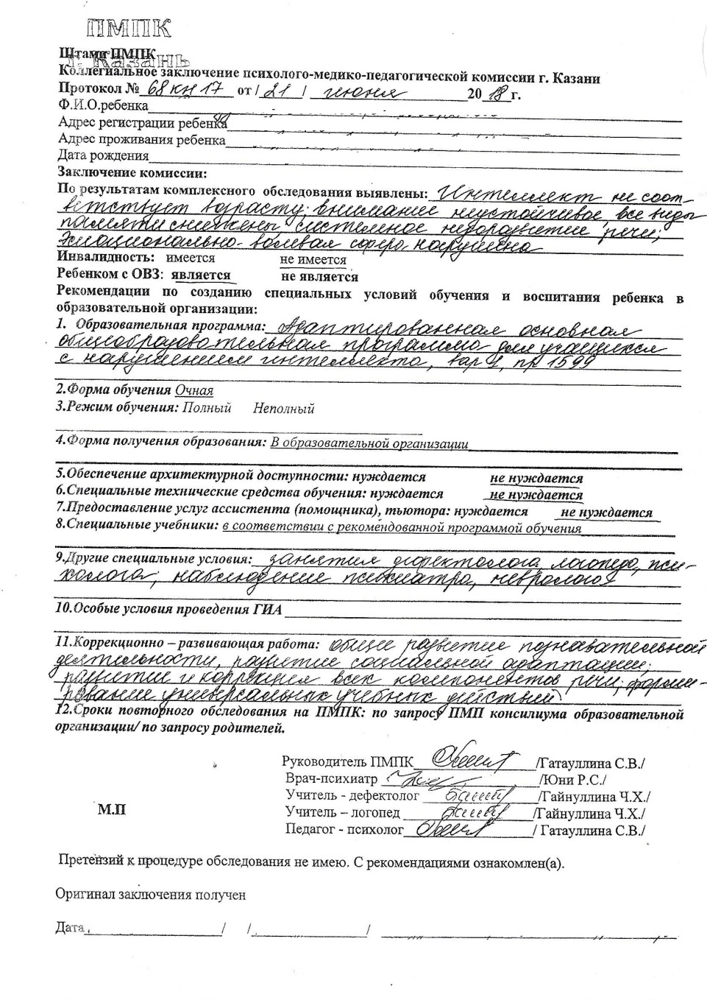 ПМПК
г. Казань
Штамп ПМПК
Коллегиальное заключение психолого-медико-педагогической комиссии г. Казани
Протокол № 68кн17 от / 21 / июня 2018 г.
Ф.И.О.ребенка
Адрес регистрации ребенка
Адрес проживания ребенка
Дата рождения
Заключение комиссии:
По результатам комплексного обследования выявлены: Интеллект не соот-
ветствует возрасту; внимание неустойчивое, все виды
памяти снижены, системное недоразвитие речи;
Эмоционально-волевая сфера нарушена
Инвалидность: имеется не имеется
Ребенком с ОВЗ: является не является
Рекомендации по созданию специальных условий обучения и воспитания ребенка в
образовательной организации:
1. Образовательная программа: Адаптированная основная
общеобразовательная программа для учащихся
с нарушением интеллекта, вар 1, пр 1599
2.Форма обучения Очная
3.Режим обучения: Полный Неполный
4.Форма получения образования: В образовательной организации
5.Обеспечение архитектурной доступности: нуждается не нуждается
6.Специальные технические средства обучения: нуждается не нуждается
7.Предоставление услуг ассистента (помощника), тьютора: нуждается не нуждается
8.Специальные учебники: в соответствии с рекомендованной программой обучения
9.Другие специальные условия: занятия дефектолога, логопеда, пси-
холога; наблюдение психиатра, невролога
10.Особые условия проведения ГИА
11.Коррекционно – развивающая работа: общее развитие познавательной
деятельности, развитие социальной адаптации;
развитие и коррекция всех компонентов речи; форми-
рование универсальных учебных действий
12.Сроки повторного обследования на ПМПК: по запросу ПМП консилиума образовательной
организации/ по запросу родителей.
Руководитель ПМПК /Гатауллина С.В./
Врач-психиатр /Юни Р.С./
Учитель - дефектолог /Гайнуллина Ч.Х./
М.П
Учитель – логопед /Гайнуллина Ч.Х./
Педагог - психолог / Гатауллина С.В./
Претензий к процедуре обследования не имею. С рекомендациями ознакомлен(а).
Оригинал заключения получен
Дата / / /